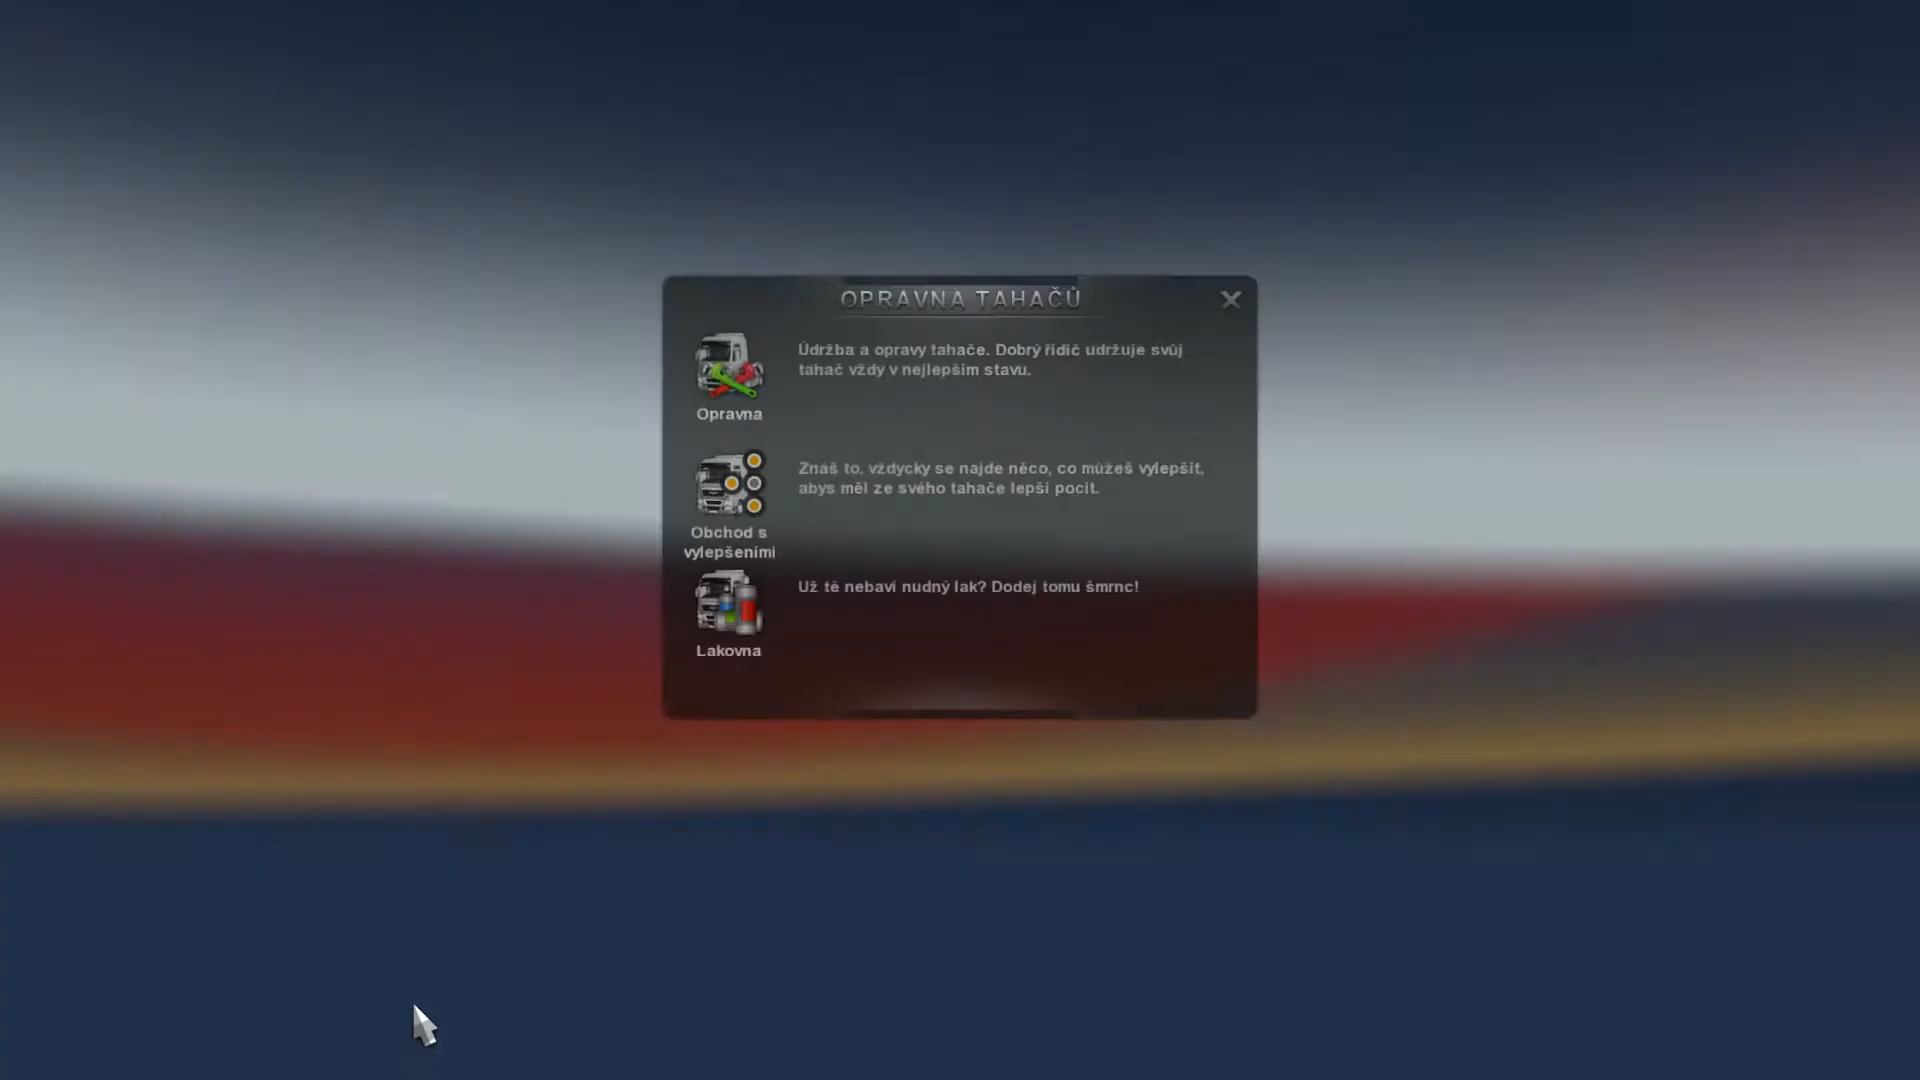 OPRAVNA TAHAČŮ
Údržba a opravy tahače. Dobrý řidič udržuje svůj
tahač vždy v nejlepším stavu.
Opravna
Znáš to, vždycky se najde něco, co můžeš vylepšit,
abys měl ze svého tahače lepší pocit.
Obchod s
vylepšeními
Už tě nebaví nudný lak? Dodej tomu šmrnc!
Lakovna